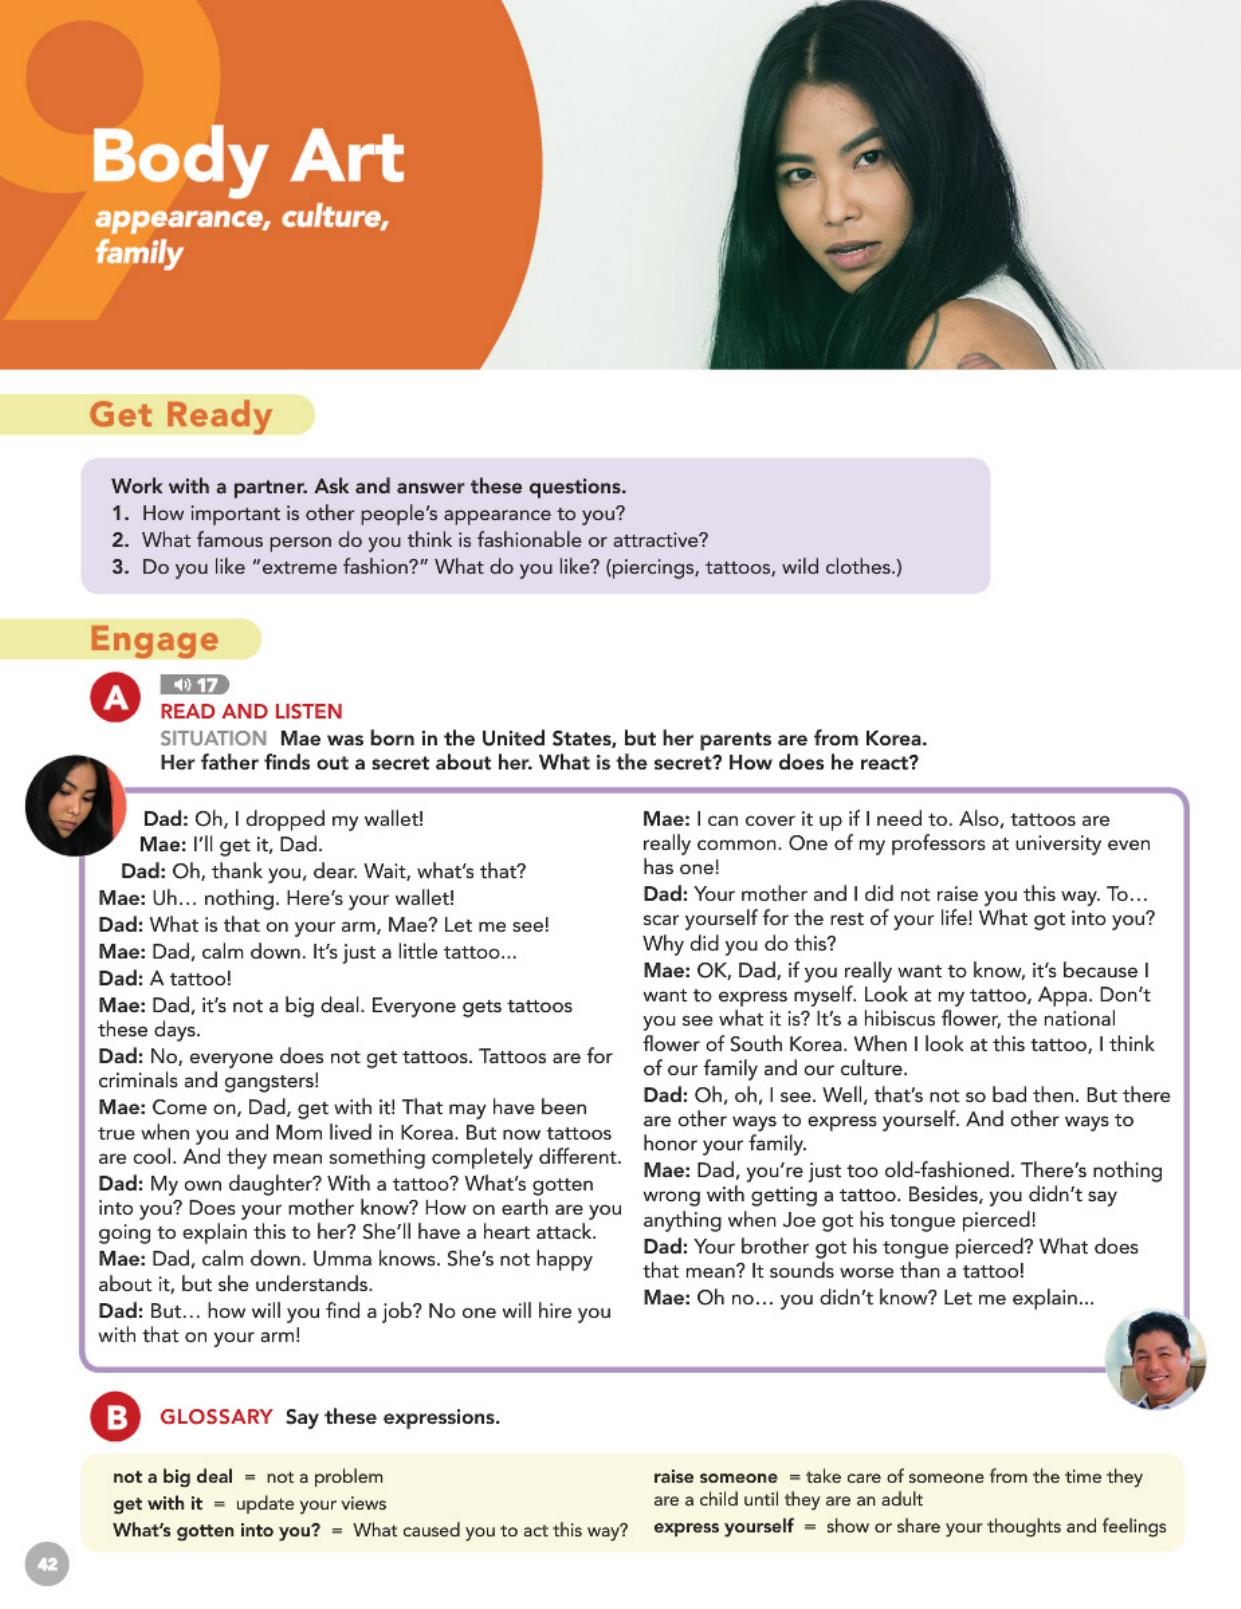 9
Body Art
appearance, culture,
family
Get Ready
Work with a partner. Ask and answer these questions.
1. How important is other people's appearance to you?
2. What famous person do you think is fashionable or attractive?
3. Do you like "extreme fashion?" What do you like? (piercings, tattoos, wild clothes.)
Engage
A
17
READ AND LISTEN
SITUATION Mae was born in the United States, but her parents are from Korea.
Her father finds out a secret about her. What is the secret? How does he react?
Dad: Oh, I dropped my wallet!
Mae: I'll get it, Dad.
Dad: Oh, thank you, dear. Wait, what's that?
Mae: Uh... nothing. Here's your wallet!
Dad: What is that on your arm, Mae? Let me see!
Mae: Dad, calm down. It's just a little tattoo...
Dad: A tattoo!
Mae: Dad, it's not a big deal. Everyone gets tattoos
these days.
Dad: No, everyone does not get tattoos. Tattoos are for
criminals and gangsters!
Mae: Come on, Dad, get with it! That may have been
true when you and Mom lived in Korea. But now tattoos
are cool. And they mean something completely different.
Dad: My own daughter? With a tattoo? What's gotten
into you? Does your mother know? How on earth are you
going to explain this to her? She'll have a heart attack.
Mae: Dad, calm down. Umma knows. She's not happy
about it, but she understands.
Dad: But... how will you find a job? No one will hire you
with that on your arm!
Mae: I can cover it up if I need to. Also, tattoos are
really common. One of my professors at university even
has one!
Dad: Your mother and I did not raise you this way. To...
scar yourself for the rest of your life! What got into you?
Why did you do this?
Mae: OK, Dad, if you really want to know, it's because I
want to express myself. Look at my tattoo, Appa. Don't
you see what it is? It's a hibiscus flower, the national
flower of South Korea. When I look at this tattoo, I think
of our family and our culture.
Dad: Oh, oh, I see. Well, that's not so bad then. But there
are other ways to express yourself. And other ways to
honor your family.
Mae: Dad, you're just too old-fashioned. There's nothing
wrong with getting a tattoo. Besides, you didn't say
anything when Joe got his tongue pierced!
Dad: Your brother got his tongue pierced? What does
that mean? It sounds worse than a tattoo!
Mae: Oh no... you didn't know? Let me explain...
B
GLOSSARY Say these expressions.
not a big deal = not a problem
get with it = update your views
What's gotten into you? = What caused you to act this way?
raise someone = take care of someone from the time they
are a child until they are an adult
express yourself = show or share your thoughts and feelings
42